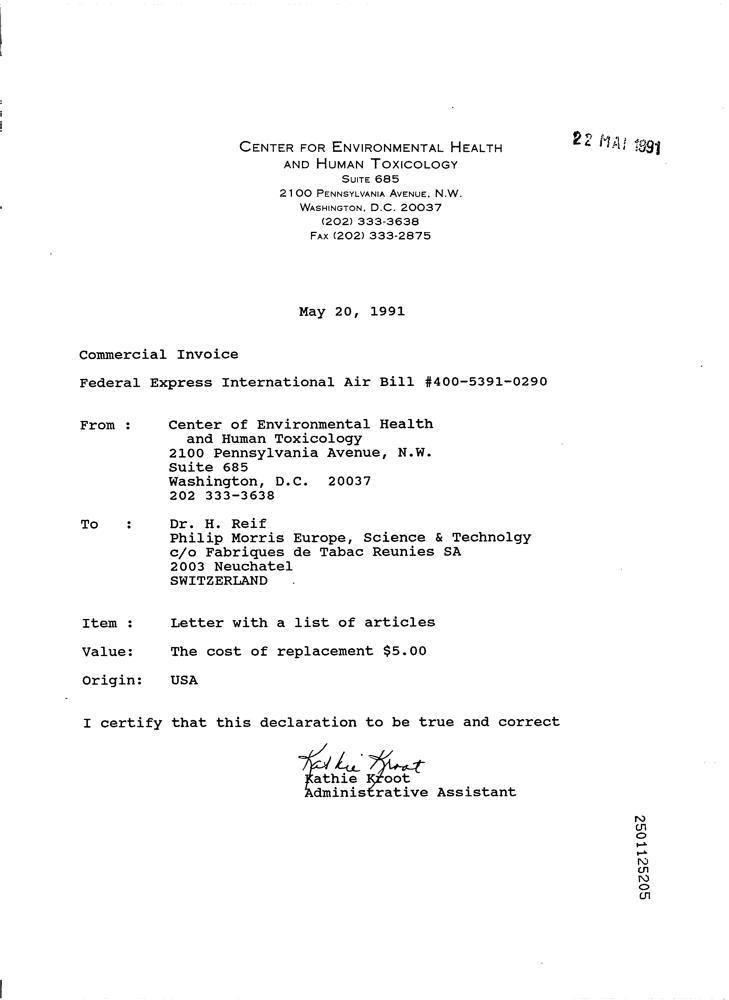 CENTER FOR ENVIRONMENTAL HEALTH
AND HUMAN TOXICOLOGY
SUITE 685
2100 PENNSYLVANIA AVENUE, N.W.
WASHINGTON, D.C. 20037
(202) 333-3638
FAX (202) 333-2875
22 MAI 1991
May 20, 1991
Commercial Invoice
Federal Express International Air Bill #400-5391-0290
From : Center of Environmental Health
and Human Toxicology
2100 Pennsylvania Avenue, N.W.
Suite 685
Washington, D.C. 20037
202 333-3638
To : Dr. H. Reif
Philip Morris Europe, Science & Technolgy
c/o Fabriques de Tabac Reunies SA
2003 Neuchatel
SWITZERLAND
Item : Letter with a list of articles
Value: The cost of replacement $5.00
Origin: USA
I certify that this declaration to be true and correct
Kathie Kroot
Kathie Kroot
Administrative Assistant
2501125205